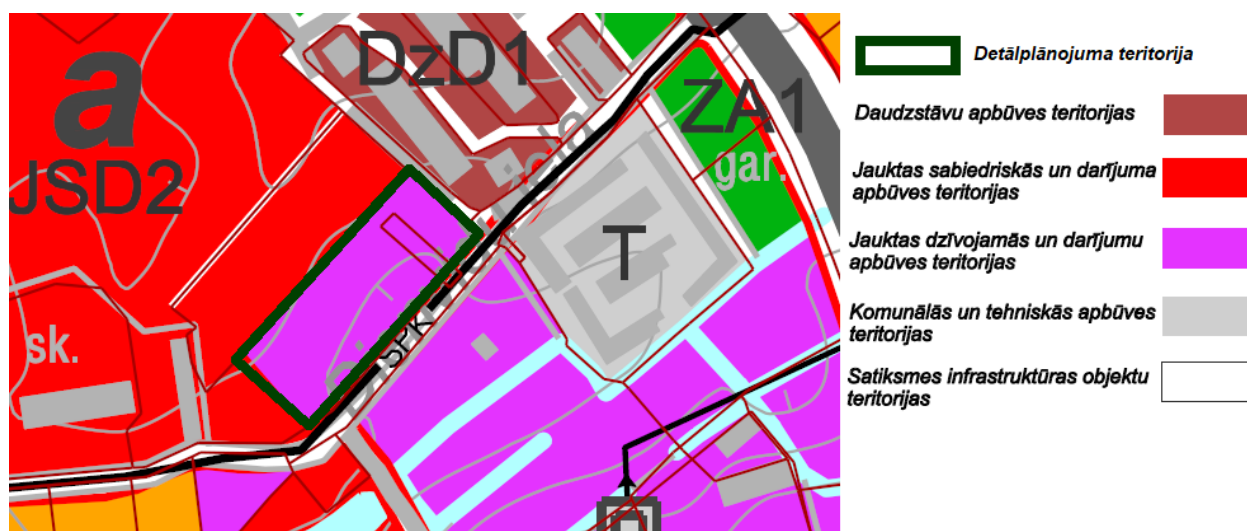 a
JSD2
DzD1
ZA1
gar.
T
sk.
SPK
Detālplānojuma teritorija
Daudzstāvu apbūves teritorijas
Jauktas sabiedriskās un darījuma
apbūves teritorijas
Jauktas dzīvojamās un darījumu
apbūves teritorijas
Komunālās un tehniskās apbūves
teritorijas
Satiksmes infrastruktūras objektu
teritorijas